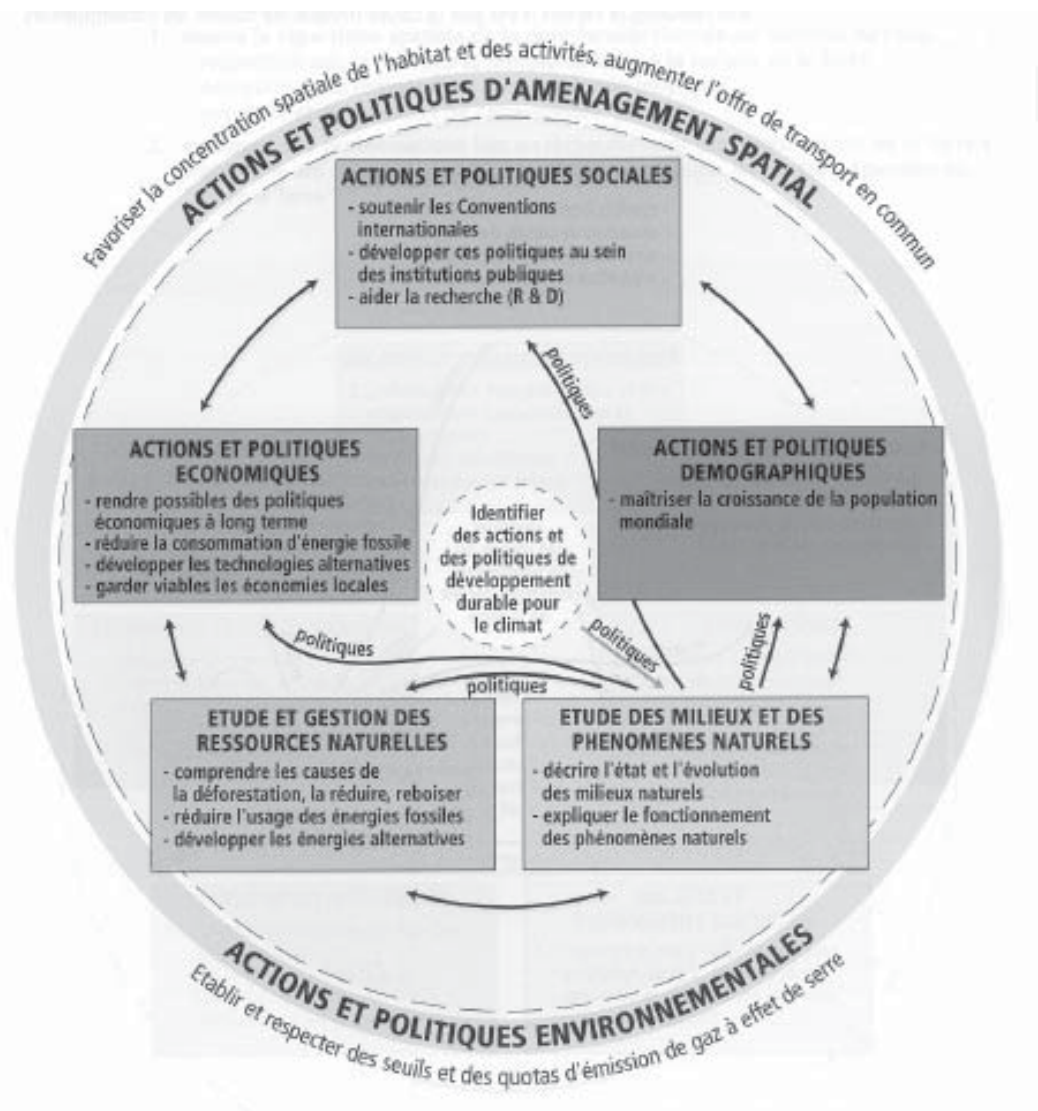 Favoriser la concentration spatiale de l'habitat et des activités, augmenter l'offre de transport en commun
ACTIONS ET POLITIQUES D'AMENAGEMENT SPATIAL
ACTIONS ET POLITIQUES SOCIALES
- soutenir les Conventions
internationales
- développer ces politiques au sein
des institutions publiques
- aider la recherche (R & D)
politiques
ACTIONS ET POLITIQUES
ECONOMIQUES
- rendre possibles des politiques
économiques à long terme
- réduire la consommation d'énergie fossile
- développer les technologies alternatives
- garder viables les économies locales
Identifier
des actions et
des politiques de
développement
durable pour
le climat
ACTIONS ET POLITIQUES
DEMOGRAPHIQUES
- maîtriser la croissance de la population
mondiale
politiques
politiques
politiques
politiques
ETUDE ET GESTION DES
RESSOURCES NATURELLES
- comprendre les causes de
la déforestation, la réduire, reboiser
- réduire l'usage des énergies fossiles
- développer les énergies alternatives
ETUDE DES MILIEUX ET DES
PHENOMENES NATURELS
- décrire l'état et l'évolution
des milieux naturels
- expliquer le fonctionnement
des phénomènes naturels
ACTIONS ET POLITIQUES ENVIRONNEMENTALES
Etablir et respecter des seuils et des quotas d'émission de gaz à effet de serre